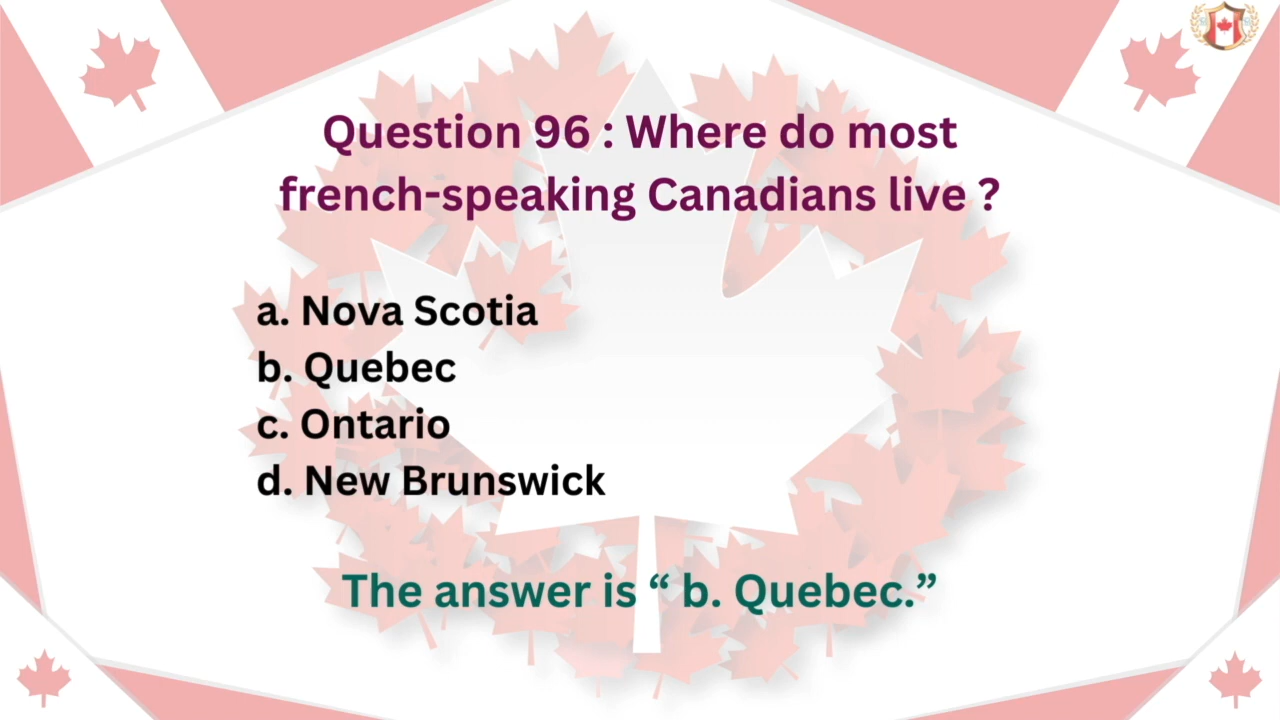 Question 96 : Where do most
french-speaking Canadians live ?
a. Nova Scotia
b. Quebec
c. Ontario
d. New Brunswick
The answer is “ b. Quebec.”